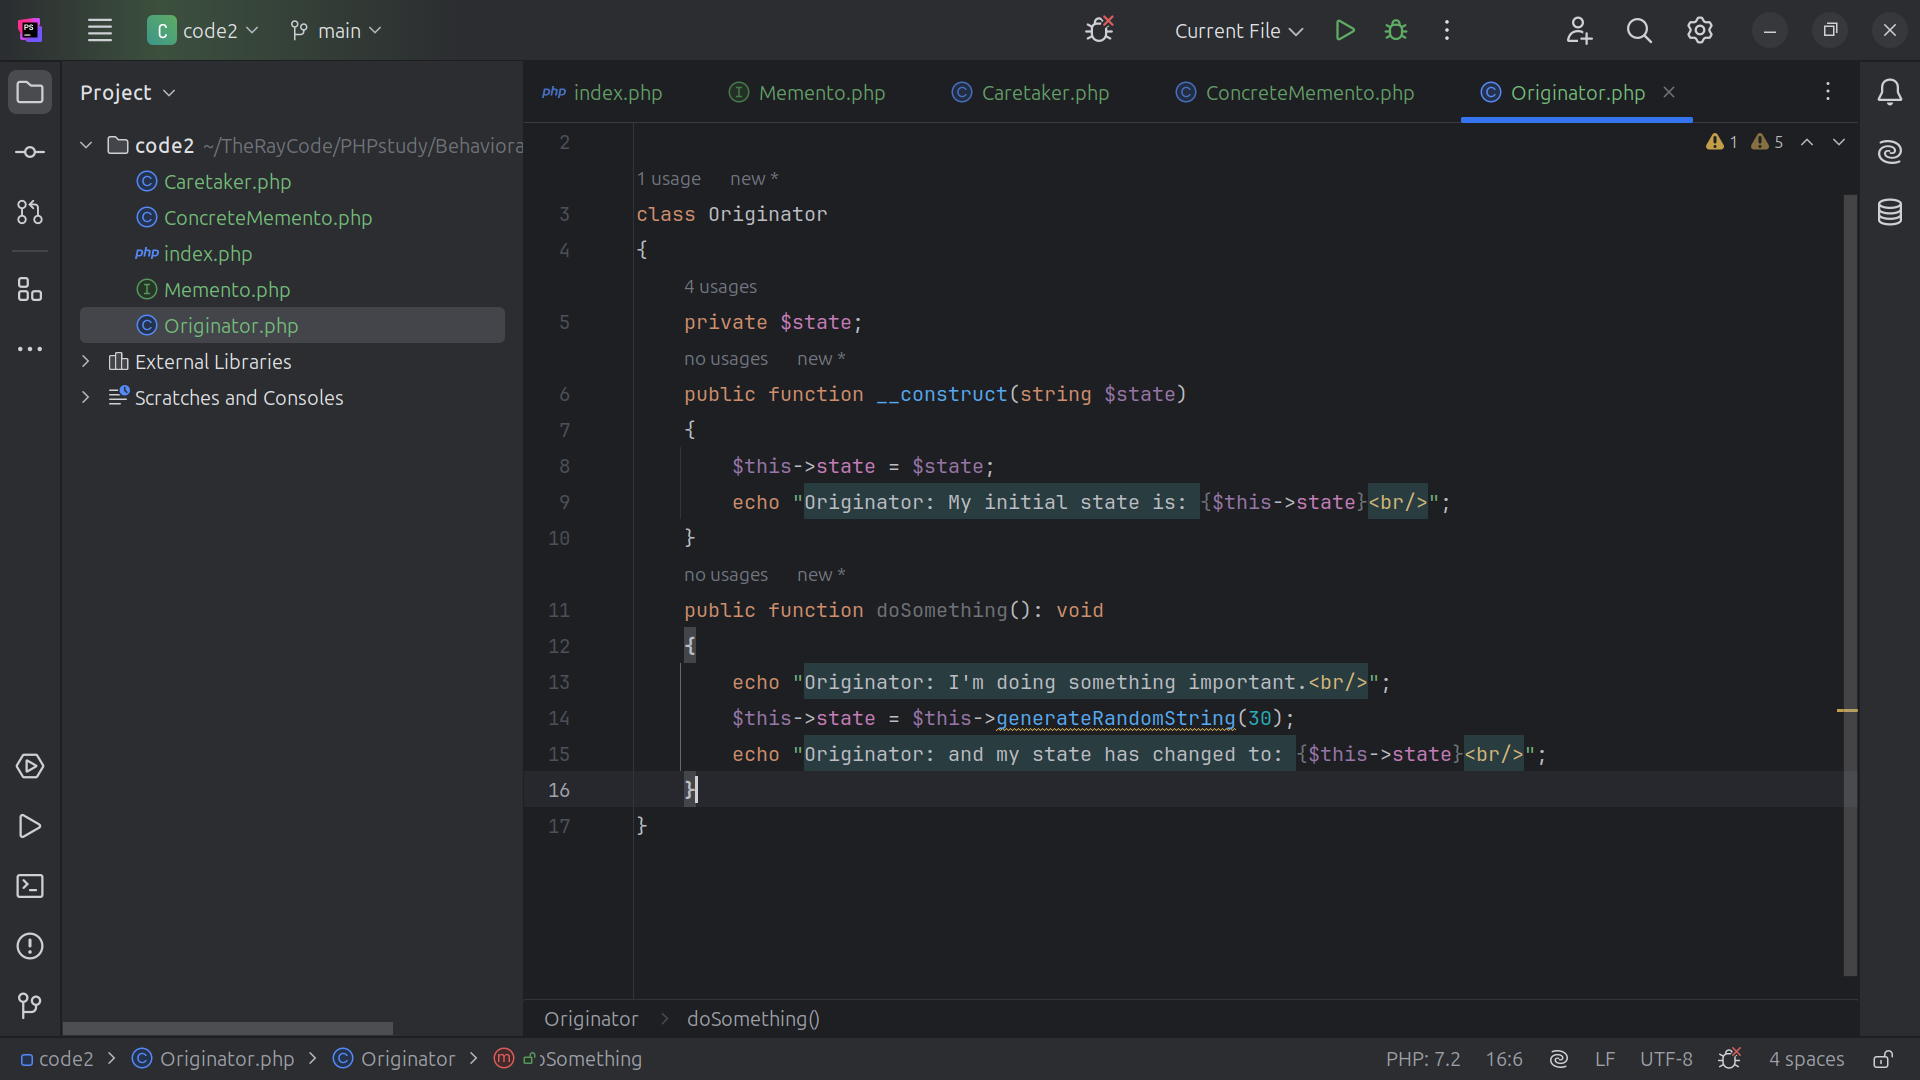 PS
C code2 main Current File
Project
index.php Memento.php Caretaker.php ConcreteMemento.php Originator.php
code2 ~/TheRayCode/PHPstudy/Behaviora
Caretaker.php
ConcreteMemento.php
php index.php
Memento.php
Originator.php
External Libraries
Scratches and Consoles
1 5
2
1 usage new *
3 class Originator
4 {
4 usages
5 private $state;
no usages new *
6 public function __construct(string $state)
7 {
8 $this->state = $state;
9 echo "Originator: My initial state is: {$this->state}<br/>";
10 }
no usages new *
11 public function doSomething(): void
12 {
13 echo "Originator: I'm doing something important.<br/>";
14 $this->state = $this->generateRandomString(30);
15 echo "Originator: and my state has changed to: {$this->state}<br/>";
16 }
17 }
Originator > doSomething()
code2 > Originator.php > Originator > m Something
PHP: 7.2 16:6 LF UTF-8 4 spaces